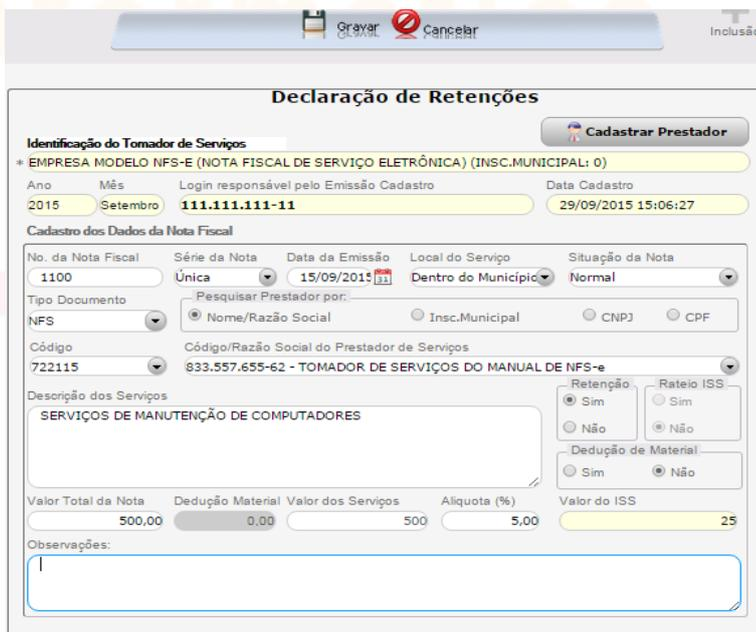 Gravar Cancelar Inclusão
Declaração de Retenções
Cadastrar Prestador
Identificação do Tomador de Serviços
* EMPRESA MODELO NFS-E (NOTA FISCAL DE SERVIÇO ELETRÔNICA) (INSC.MUNICIPAL: 0)
Ano Mês Login responsável pelo Emissão Cadastro Data Cadastro
2015 Setembro 111.111.111-11 29/09/2015 15:06:27
Cadastro dos Dados da Nota Fiscal
No. da Nota Fiscal Série da Nota Data da Emissão Local do Serviço Situação da Nota
1100 Única 15/09/2015 31 Dentro do Município Normal
Tipo Documento Pesquisar Prestador por:
NFS Nome/Razão Social Insc.Municipal CNPJ CPF
Código Código/Razão Social do Prestador de Serviços
722115 833.557.655-62 - TOMADOR DE SERVIÇOS DO MANUAL DE NFS-e
Descrição dos Serviços Retenção Rateio ISS
SERVIÇOS DE MANUTENÇÃO DE COMPUTADORES Sim Sim
Não Não
Dedução de Material
Sim Não
Valor Total da Nota Dedução Material Valor dos Serviços Aliquota (%) Valor do ISS
500,00 0,00 500 5,00 25
Observações: